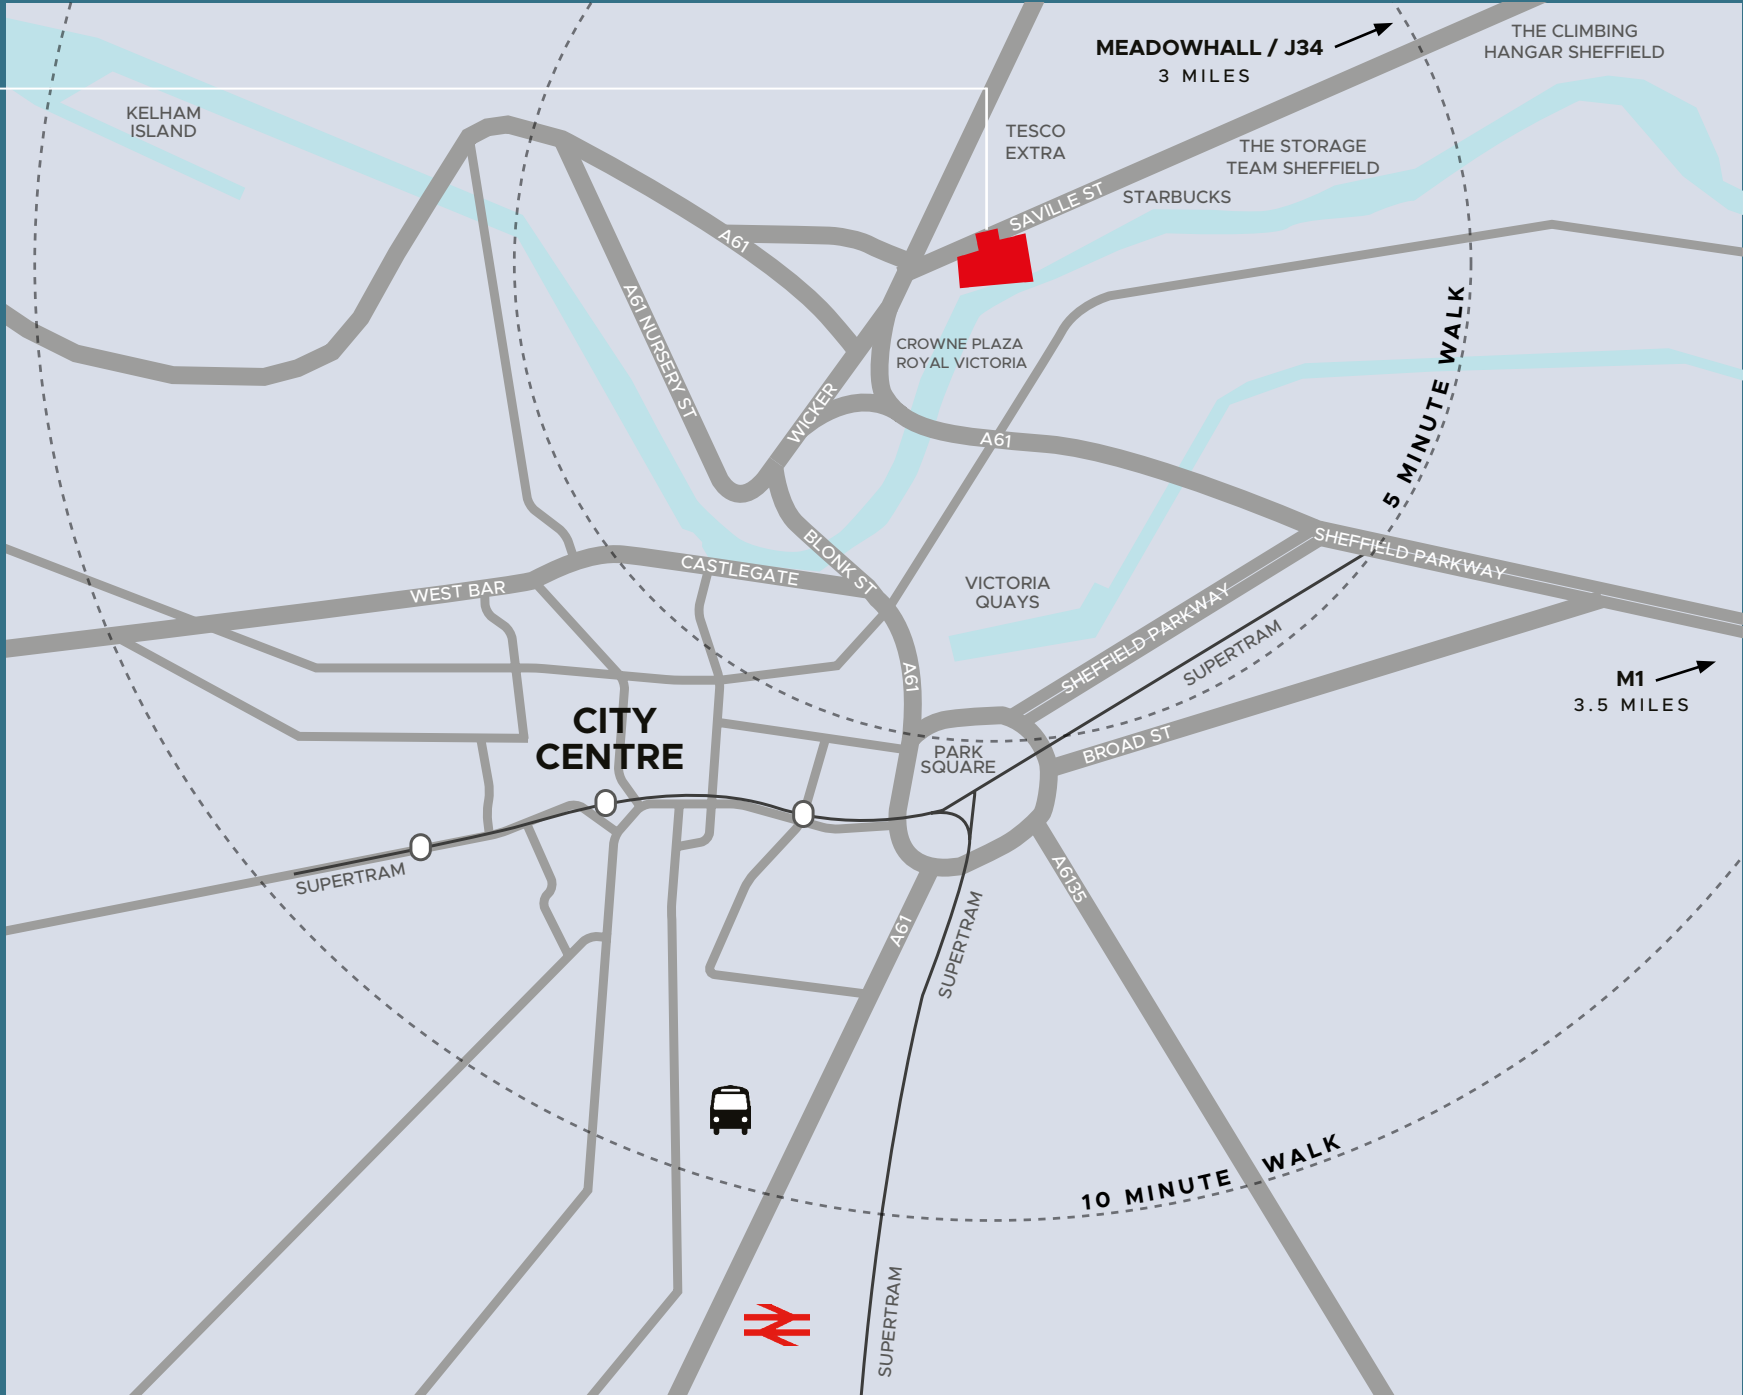 THE CLIMBING
HANGAR SHEFFIELD
MEADOWHALL / J34
3 MILES
KELHAM
ISLAND
TESCO
EXTRA
THE STORAGE
TEAM SHEFFIELD
STARBUCKS
SAVILLE ST
A61
A61 NURSERY ST
CROWNE PLAZA
ROYAL VICTORIA
WICKER
5 MINUTE WALK
A61
SHEFFIELD PARKWAY
BLONK ST
CASTLEGATE
WEST BAR
VICTORIA
QUAYS
SHEFFIELD PARKWAY
SUPERTRAM
A61
M1
3.5 MILES
CITY
CENTRE
PARK
SQUARE
BROAD ST
SUPERTRAM
A6135
A61
SUPERTRAM
10 MINUTE WALK
SUPERTRAM